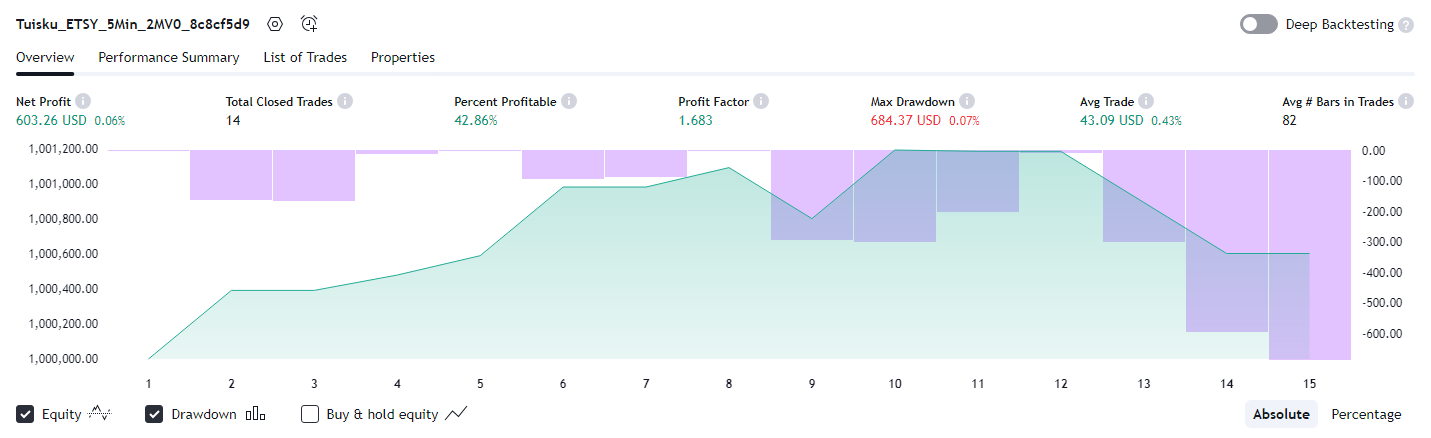 Tuisku_ETSY_5Min_2MV0_8c8cf5d9 Deep Backtesting ?
Overview Performance Summary List of Trades Properties
Net Profit i Total Closed Trades i Percent Profitable i Profit Factor i Max Drawdown i Avg Trade i Avg # Bars in Trades i
603.26 USD 0.06% 14 42.86% 1.683 684.37 USD 0.07% 43.09 USD 0.43% 82
1,001,200.00 0.00
1,001,000.00 -100.00
1,000,800.00 -200.00
1,000,600.00 -300.00
1,000,400.00 -400.00
1,000,200.00 -500.00
1,000,000.00 -600.00
1 2 3 4 5 6 7 8 9 10 11 12 13 14 15
Equity Drawdown Buy & hold equity Absolute Percentage